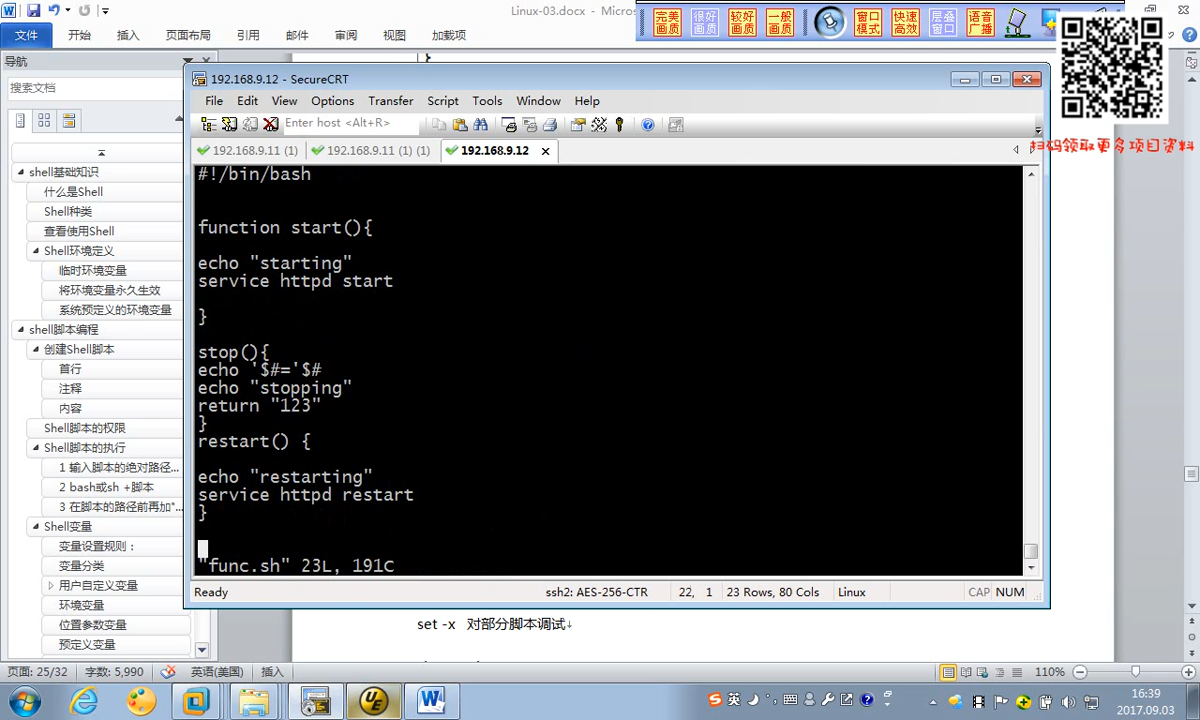 Linux-03.docx - Micros
完美画质
很好画质
较好画质
一般画质
窗口模式
快速高效
层叠窗口
语音广播
文件 开始 插入 页面布局 引用 邮件 审阅 视图 加载项
扫码领取更多项目资料
导航
搜索文档
shell基础知识
什么是Shell
Shell种类
查看使用Shell
Shell环境定义
临时环境变量
将环境变量永久生效
系统预定义的环境变量
shell脚本编程
创建Shell脚本
首行
注释
内容
Shell脚本的权限
Shell脚本的执行
1 输入脚本的绝对路径...
2 bash或sh +脚本
3 在脚本的路径前再加"...
Shell变量
变量设置规则：
变量分类
用户自定义变量
环境变量
位置参数变量
预定义变量
192.168.9.12 - SecureCRT
File Edit View Options Transfer Script Tools Window Help
Enter host <Alt+R>
192.168.9.11 (1) 192.168.9.11 (1) (1) 192.168.9.12
#!/bin/bash
function start(){
echo "starting"
service httpd start
}
stop(){
echo '$#='$#
echo "stopping"
return "123"
}
restart() {
echo "restarting"
service httpd restart
}
"func.sh" 23L, 191C
Ready ssh2: AES-256-CTR 22, 1 23 Rows, 80 Cols Linux CAP NUM
set -x 对部分脚本调试
页面: 25/32 字数: 5,990 英语(美国) 插入 110%
英
16:39
2017.09.03